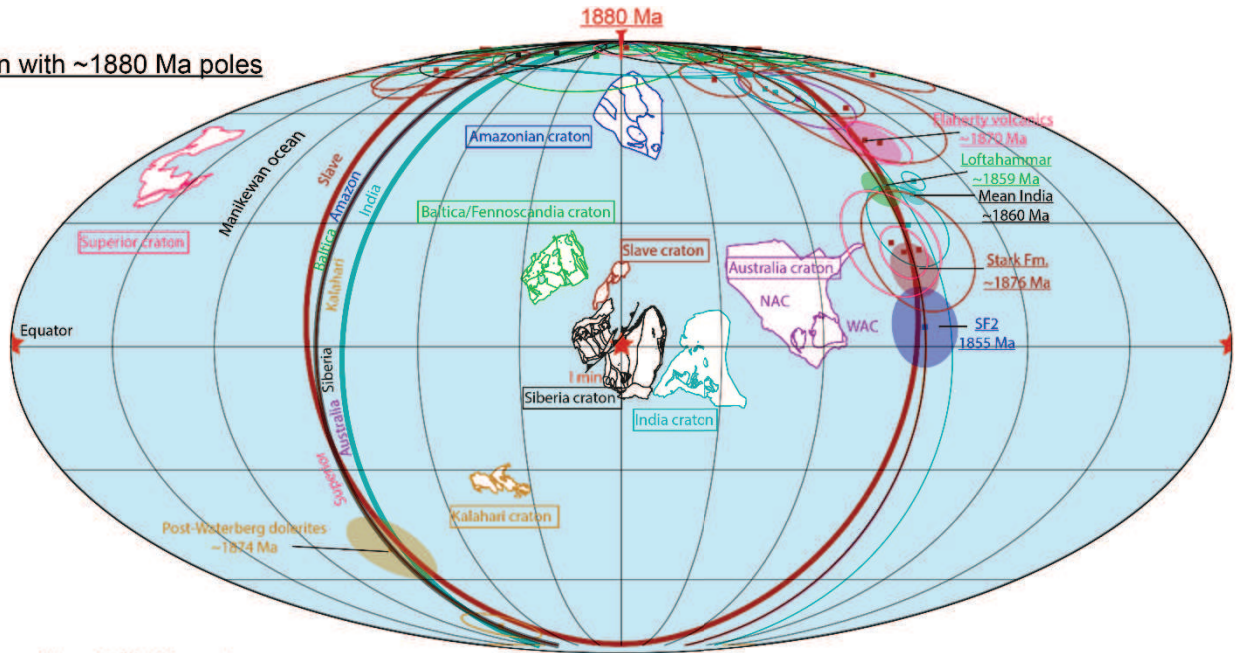 1880 Ma
n with ~1880 Ma poles
Amazonian craton
Flaherty volcanics
~1870 Ma
Loftahammar
~1859 Ma
Mean India
~1860 Ma
Manikewan ocean
Slave
Amazon
India
Baltica
Kalahari
Superior craton
Baltica/Fennoscandia craton
Slave craton
Australia craton
NAC
WAC
Stark Fm.
~1876 Ma
SF2
1855 Ma
Equator
Siberia
Australia
Superior
I min
Siberia craton
India craton
Kalahari craton
Post-Waterberg dolerites
~1874 Ma